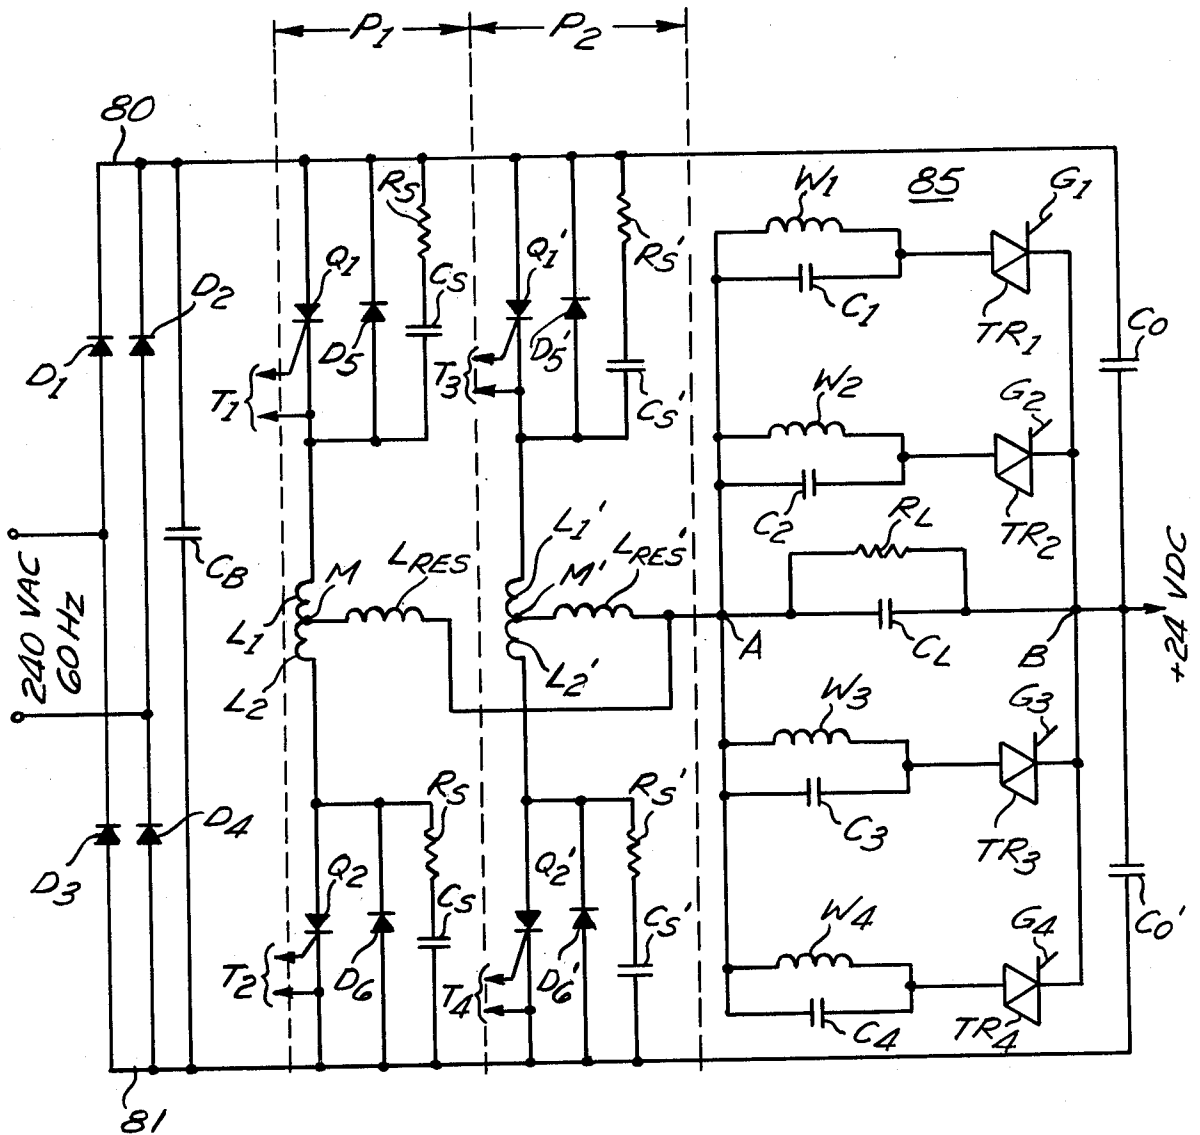 P1 P2
80
85
W1 G1
RS RS'
Q1 Q1'
CS
D2 C1 TR1 CO
D1 D5 D5'
T1 T3 W2 G2
CS'
C2 TR2
RL
L1' LRES'
240 VAC
60 Hz
CB LRES M'
M
L1 A CL B +24 VDC
L2 L2'
W3 G3
RS RS'
D4 C3 TR3
D3 Q2 Q2' CO'
CS CS' W4 G4
T2 D6 T4 D6'
C4 TR4
81